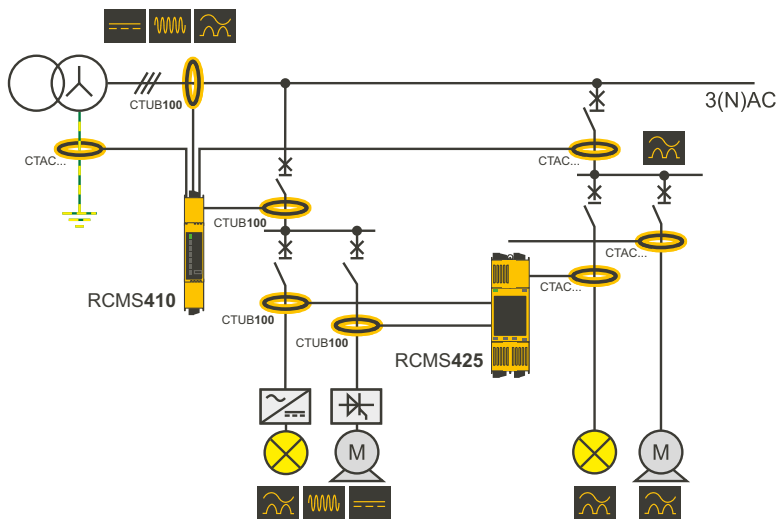 CTUB100
3(N)AC
CTAC...
CTAC...
CTUB100
CTAC...
CTAC...
RCMS410
CTUB100
CTUB100
RCMS425
M
M